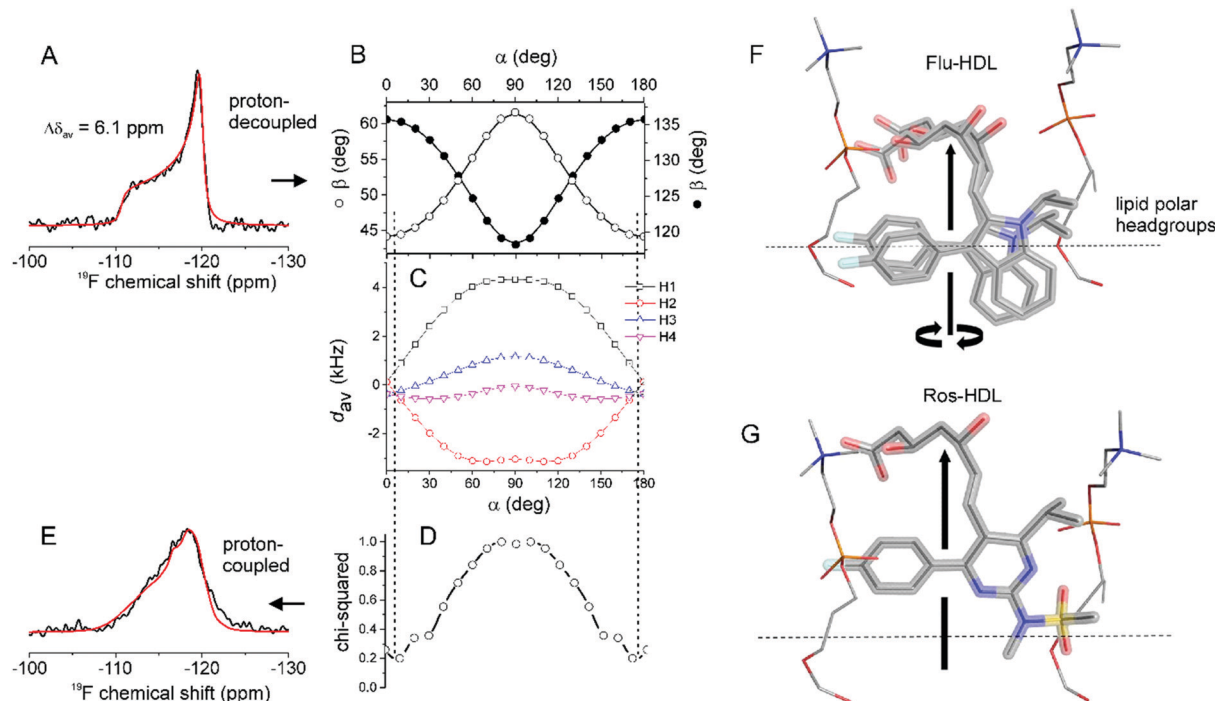 A
Δδav = 6.1 ppm
proton-
decoupled
-100 -110 -120 -130
19F chemical shift (ppm)
B
α (deg)
0 30 60 90 120 150 180
60
55
50
45
○ β (deg)
135
130
125
120
● β (deg)
C
H1
H2
H3
H4
4
2
0
-2
dav (kHz)
0 30 60 90 120 150 180
α (deg)
D
1.0
0.8
0.6
0.4
0.2
0.0
chi-squared
E
proton-
coupled
-100 -110 -120 -130
19F chemical shift (ppm)
F
Flu-HDL
lipid polar
headgroups
Ros-HDL
G